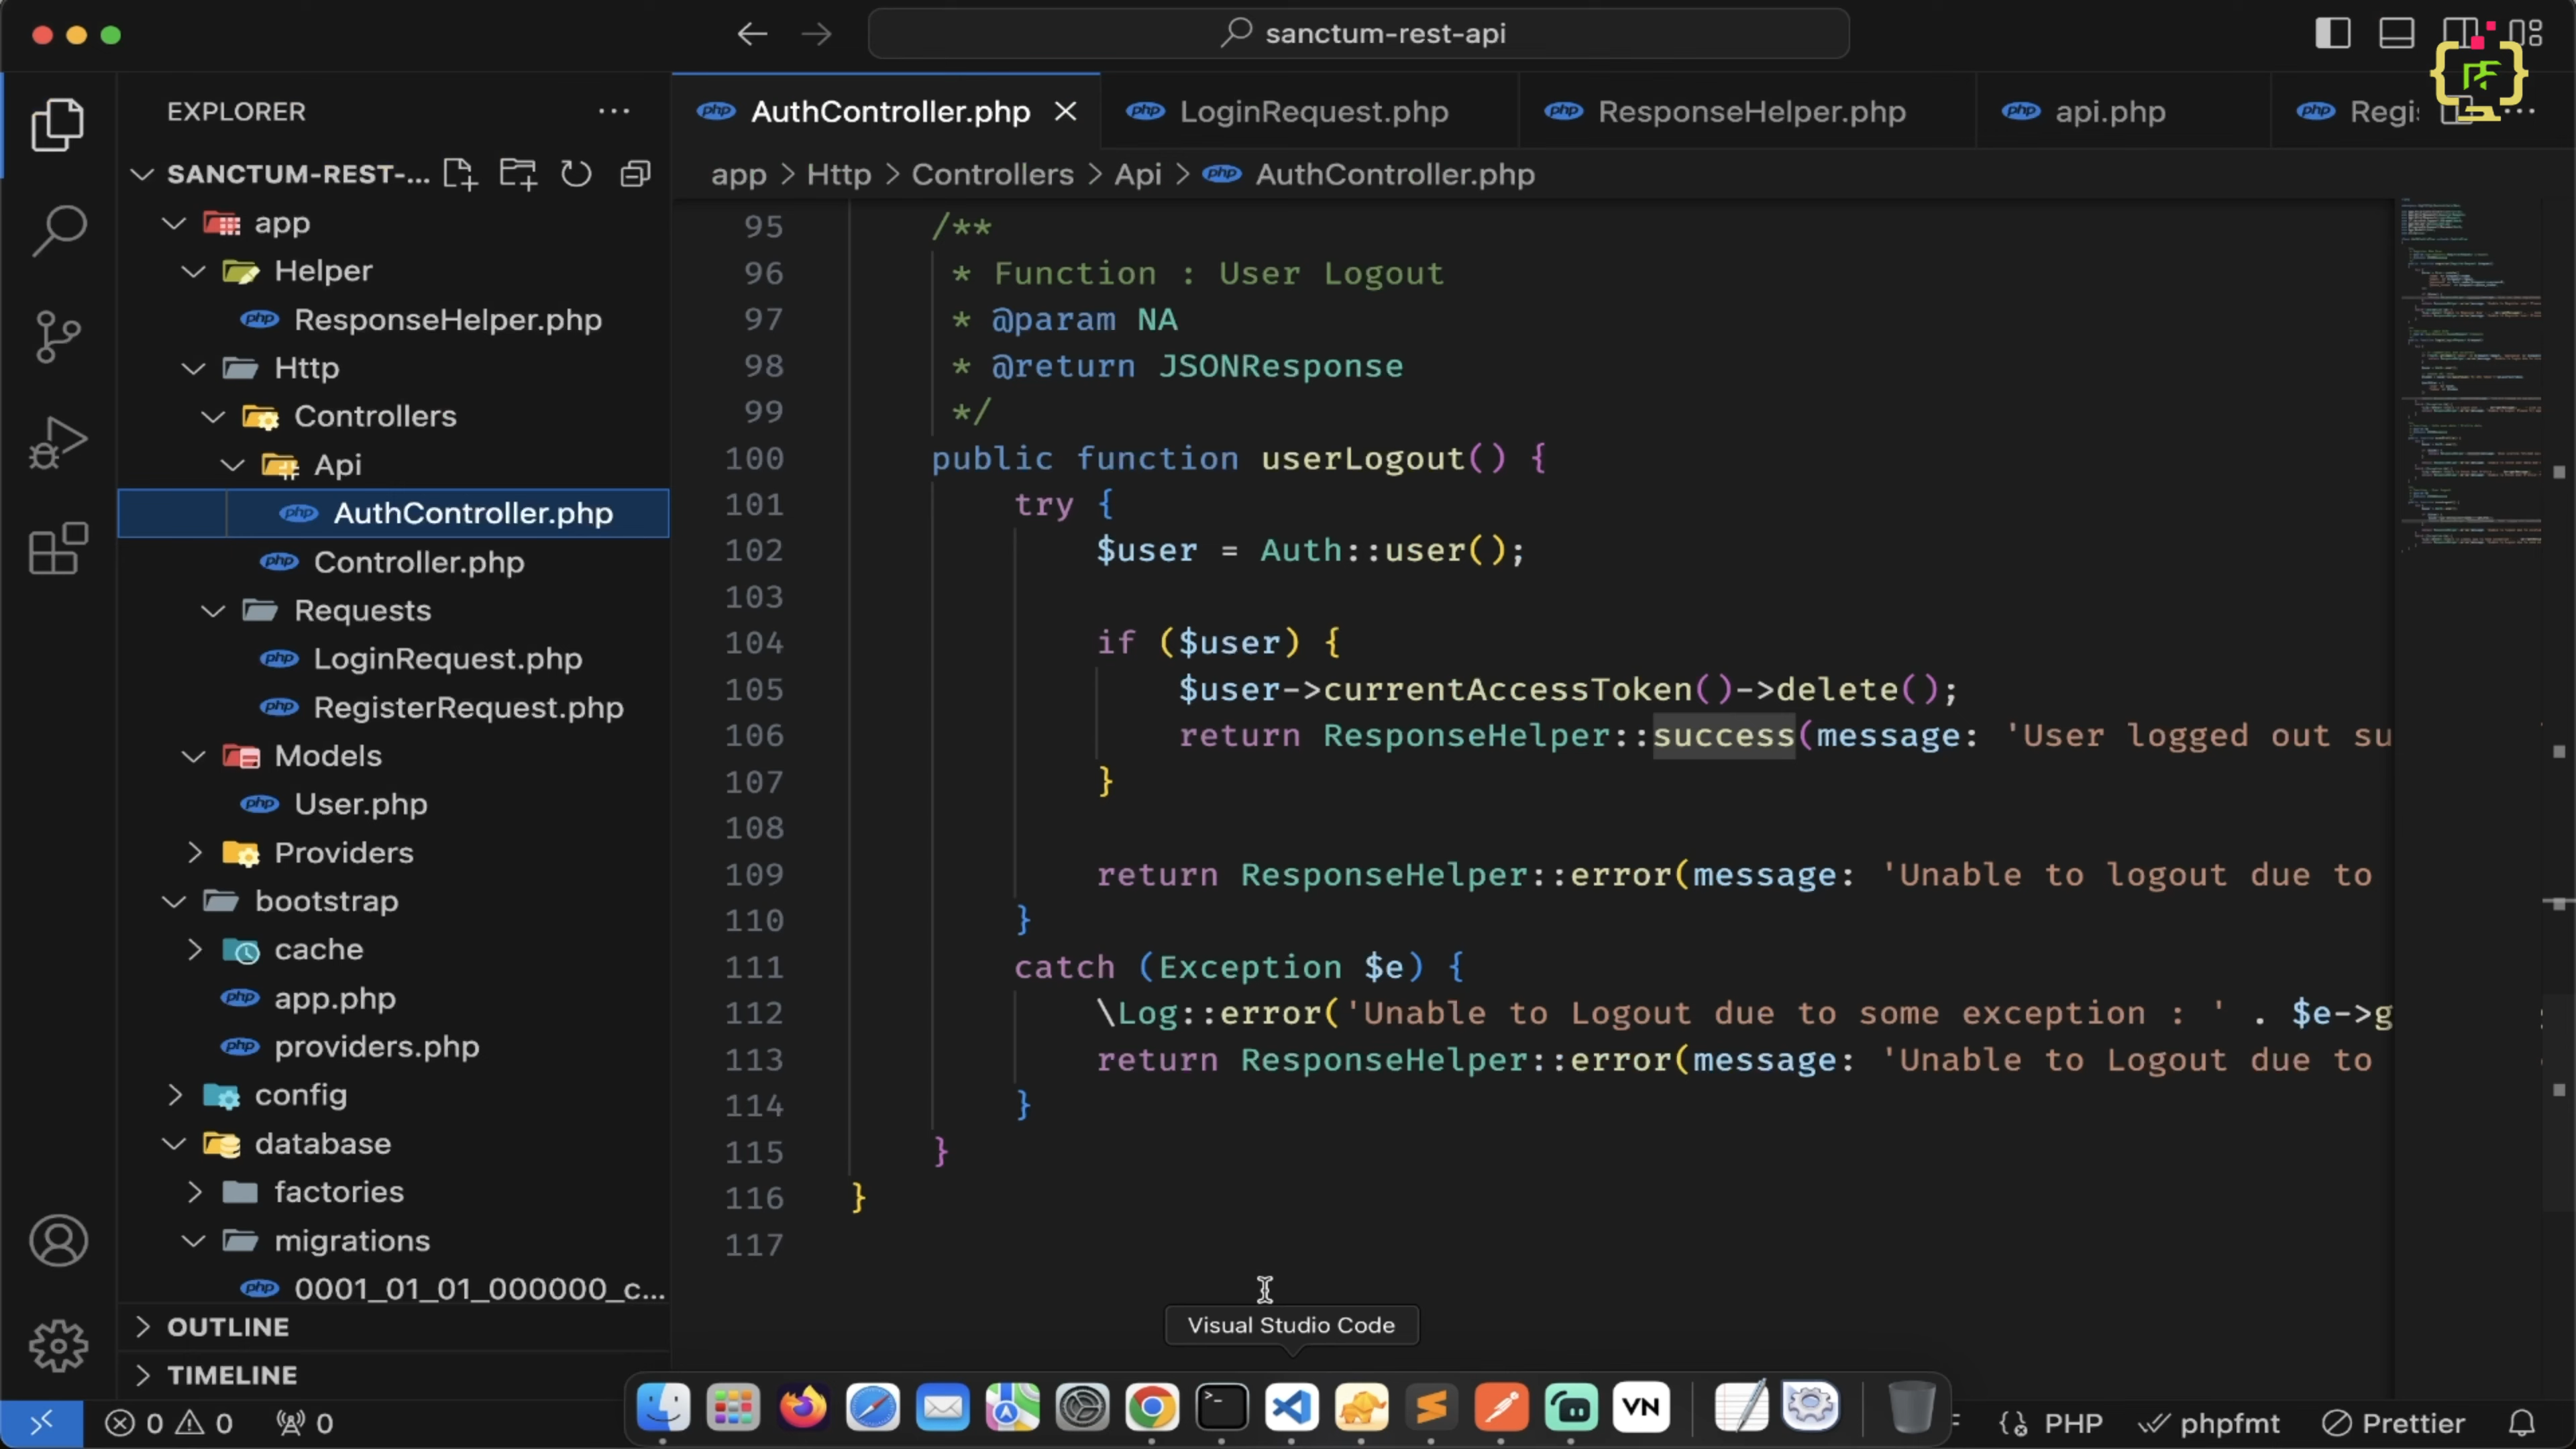 sanctum-rest-api
EXPLORER
AuthController.php
LoginRequest.php
ResponseHelper.php
api.php
Regi
SANCTUM-REST-...
app > Http > Controllers > Api > AuthController.php
app
Helper
ResponseHelper.php
Http
Controllers
Api
AuthController.php
Controller.php
Requests
LoginRequest.php
RegisterRequest.php
Models
User.php
Providers
bootstrap
cache
app.php
providers.php
config
database
factories
migrations
0001_01_01_000000_c...
OUTLINE
TIMELINE
95 /**
96 * Function : User Logout
97 * @param NA
98 * @return JSONResponse
99 */
100 public function userLogout() {
101 try {
102 $user = Auth::user();
103
104 if ($user) {
105 $user->currentAccessToken()->delete();
106 return ResponseHelper::success(message: 'User logged out su
107 }
108
109 return ResponseHelper::error(message: 'Unable to logout due to
110 }
111 catch (Exception $e) {
112 \Log::error('Unable to Logout due to some exception : ' . $e->g
113 return ResponseHelper::error(message: 'Unable to Logout due to
114 }
115 }
116 }
117
Visual Studio Code
VN
0 0 0
PHP
phpfmt
Prettier